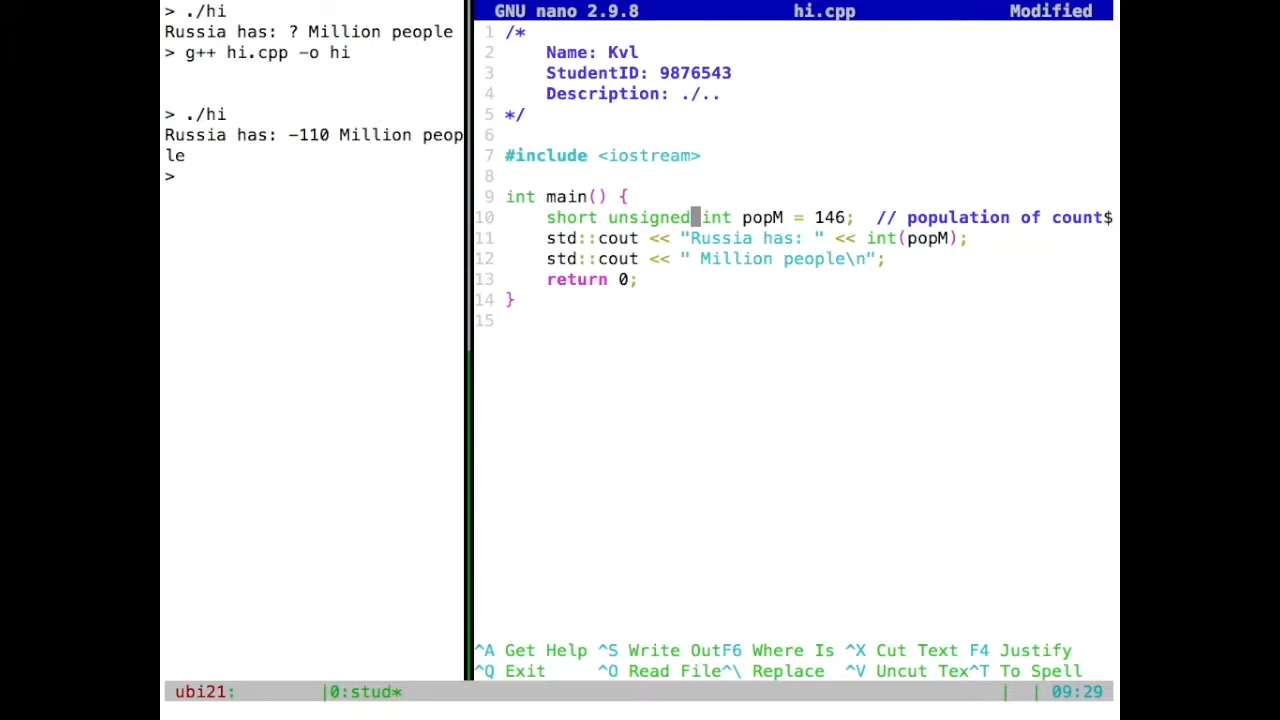 > ./hi
Russia has: ? Million people
> g++ hi.cpp -o hi
> ./hi
Russia has: -110 Million peop
le
>
GNU nano 2.9.8 hi.cpp Modified
1 /*
2 Name: Kvl
3 StudentID: 9876543
4 Description: ./..
5 */
6
7 #include <iostream>
8
9 int main() {
10 short unsigned int popM = 146; // population of count$
11 std::cout << "Russia has: " << int(popM);
12 std::cout << " Million people\n";
13 return 0;
14 }
15
^A Get Help ^S Write OutF6 Where Is ^X Cut Text F4 Justify
^Q Exit ^O Read File^\ Replace ^V Uncut Tex^T To Spell
ubi21: |0:stud* | | 09:29